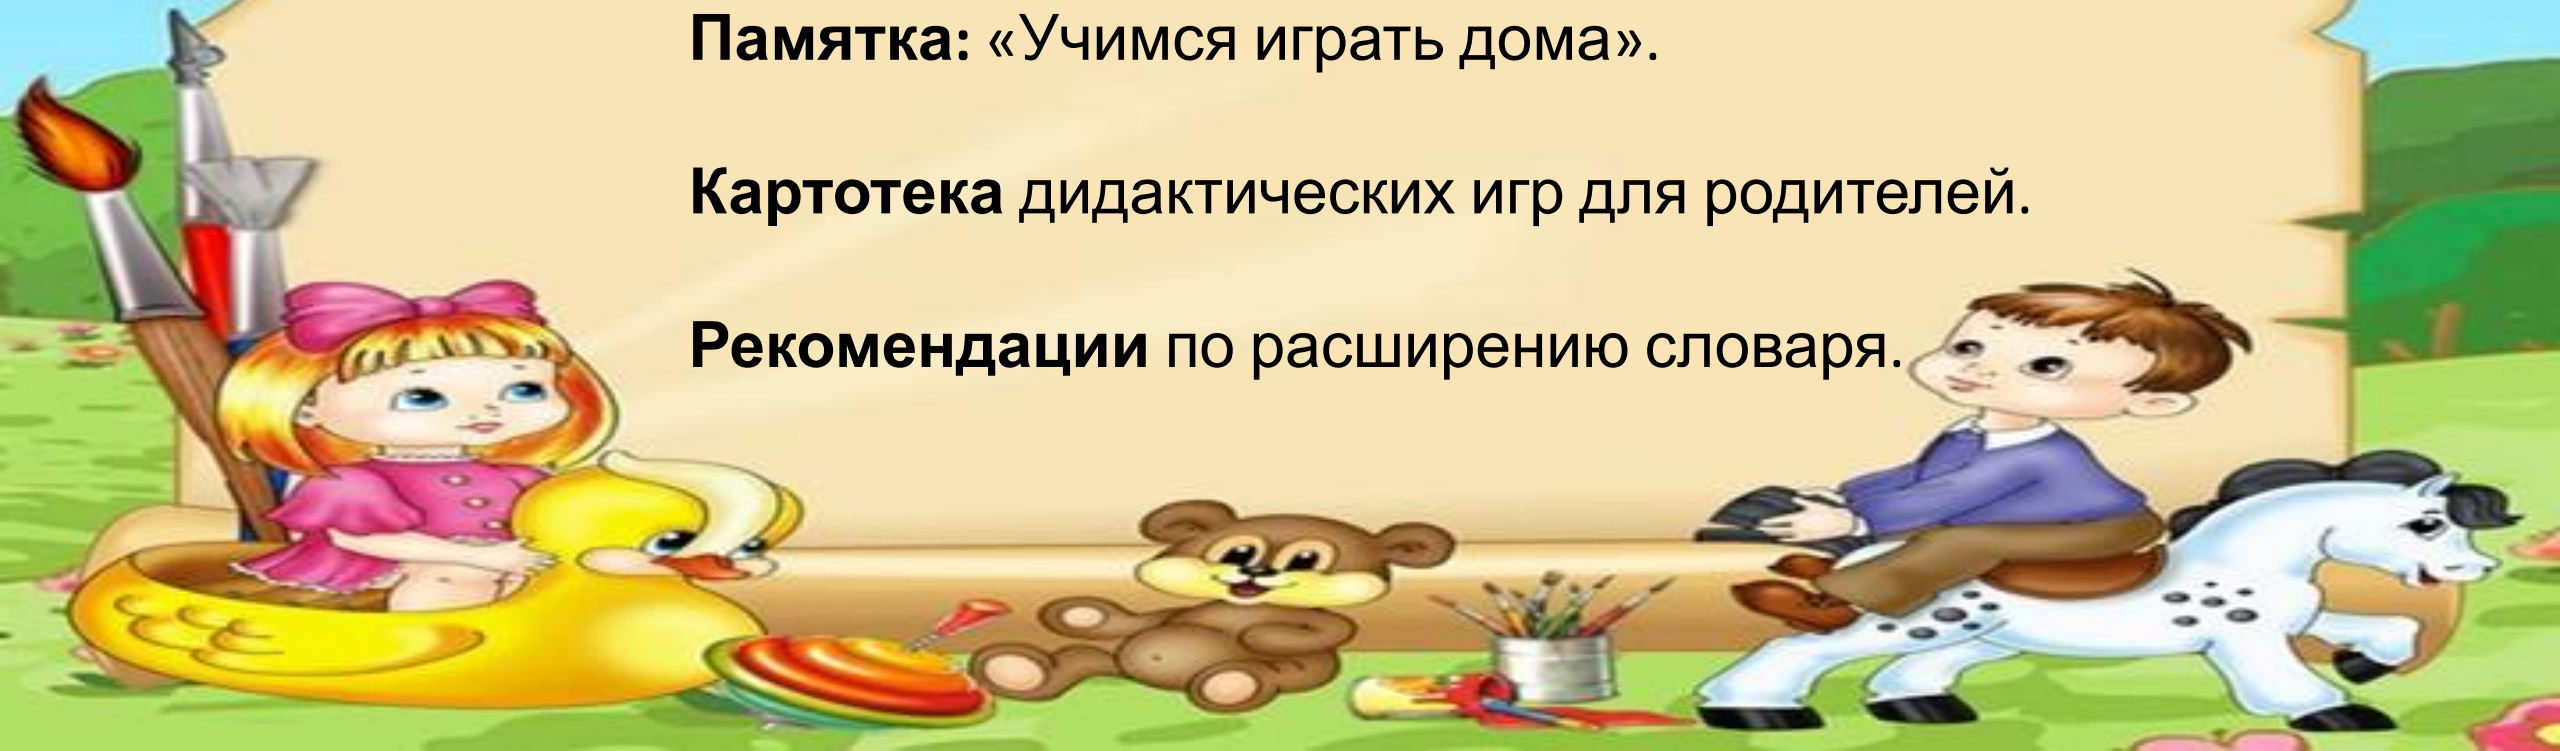 Памятка: «Учимся играть дома».
Картотека дидактических игр для родителей.
Рекомендации по расширению словаря.